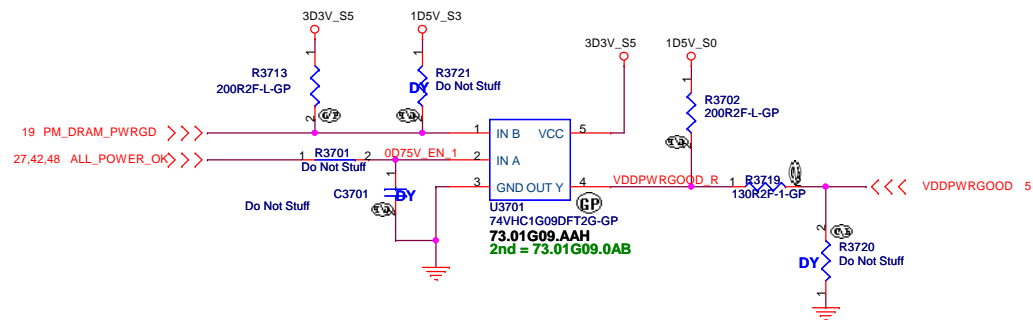 3D3V_S5
1D5V_S3
3D3V_S5
1D5V_S0
1
R3713
200R2F-L-GP
2
1
R3721
Do Not Stuff
DY
2
1
R3702
200R2F-L-GP
2
19 PM_DRAM_PWRGD
1
IN B
VCC
5
27,42,48 ALL_POWER_OK
1
R3701
2
Do Not Stuff
0D75V_EN_1
2
IN A
3
GND
OUT Y
4
VDDPWRGOOD_R
1
R3719
130R2F-1-GP
VDDPWRGOOD 5
1
C3701
DY
Do Not Stuff
U3701
GP
74VHC1G09DFT2G-GP
73.01G09.AAH
2nd = 73.01G09.0AB
2
R3720
Do Not Stuff
DY
1